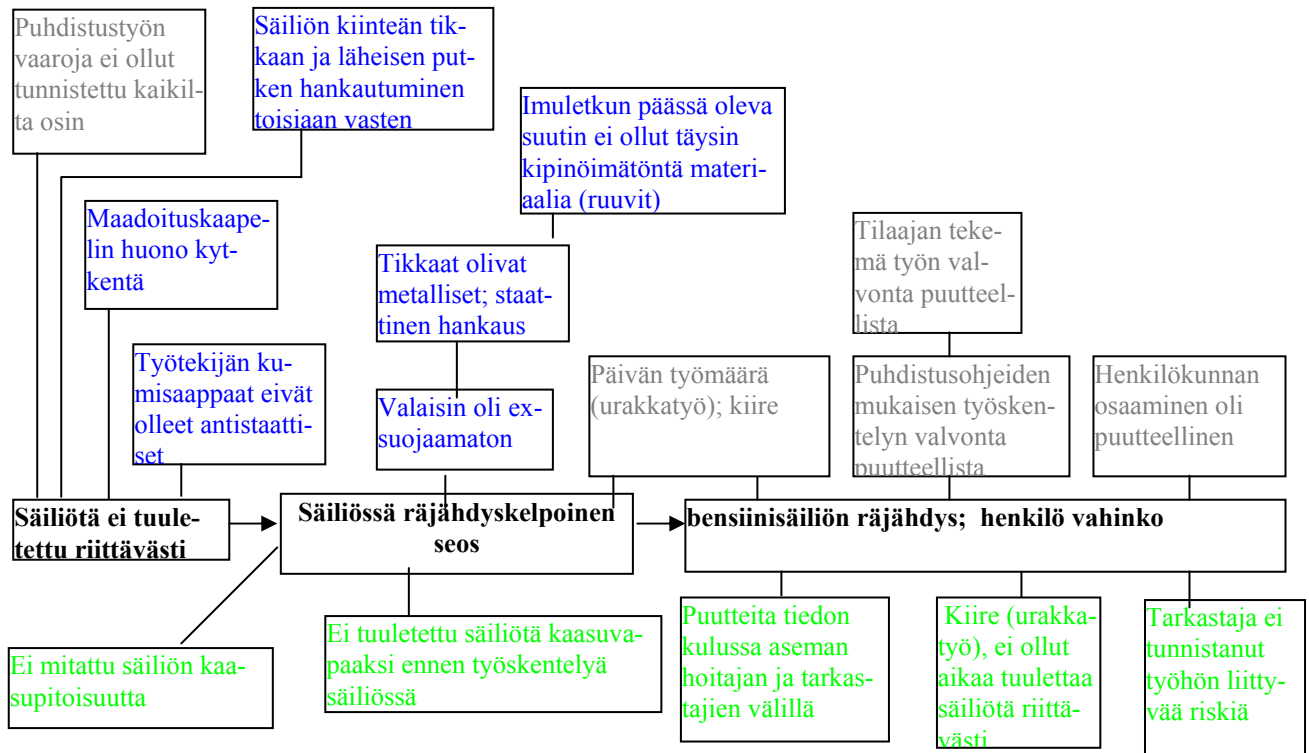 Puhdistustyön
vaaroja ei ollut
tunnistettu kaikil-
ta osin
Säiliön kiinteän tik-
kaan ja läheisen put-
ken hankautuminen
toisiaan vasten
Imuletkun päässä oleva
suutin ei ollut täysin
kipinöimätöntä materi-
aalia (ruuvit)
Maadoituskaape-
lin huono kyt-
kentä
Tikkaat olivat
metalliset; staat-
tinen hankaus
Tilaajan teke-
mä työn val-
vonta puutteel-
lista
Työtekijän ku-
misaappaat eivät
olleet antistaatti-
set
Valaisin oli ex-
suojaamaton
Päivän työmäärä
(urakkatyö); kiire
Puhdistusohjeiden
mukaisen työsken-
telyn valvonta
puutteellista
Henkilökunnan
osaaminen oli
puutteellinen
Säiliötä ei tuule-
tettu riittävästi
Säiliössä räjähdyskelpoinen
seos
bensiinisäiliön räjähdys; henkilö vahinko
Ei mitattu säiliön kaa-
supitoisuutta
Ei tuuletettu säiliötä kaasuva-
paaksi ennen työskentelyä
säiliössä
Puutteita tiedon
kulussa aseman
hoitajan ja tarkas-
tajien välillä
Kiire (urakka-
työ), ei ollut
aikaa tuulettaa
säiliötä riittä-
västi
Tarkastaja ei
tunnistanut
työhön liitty-
vää riskiä